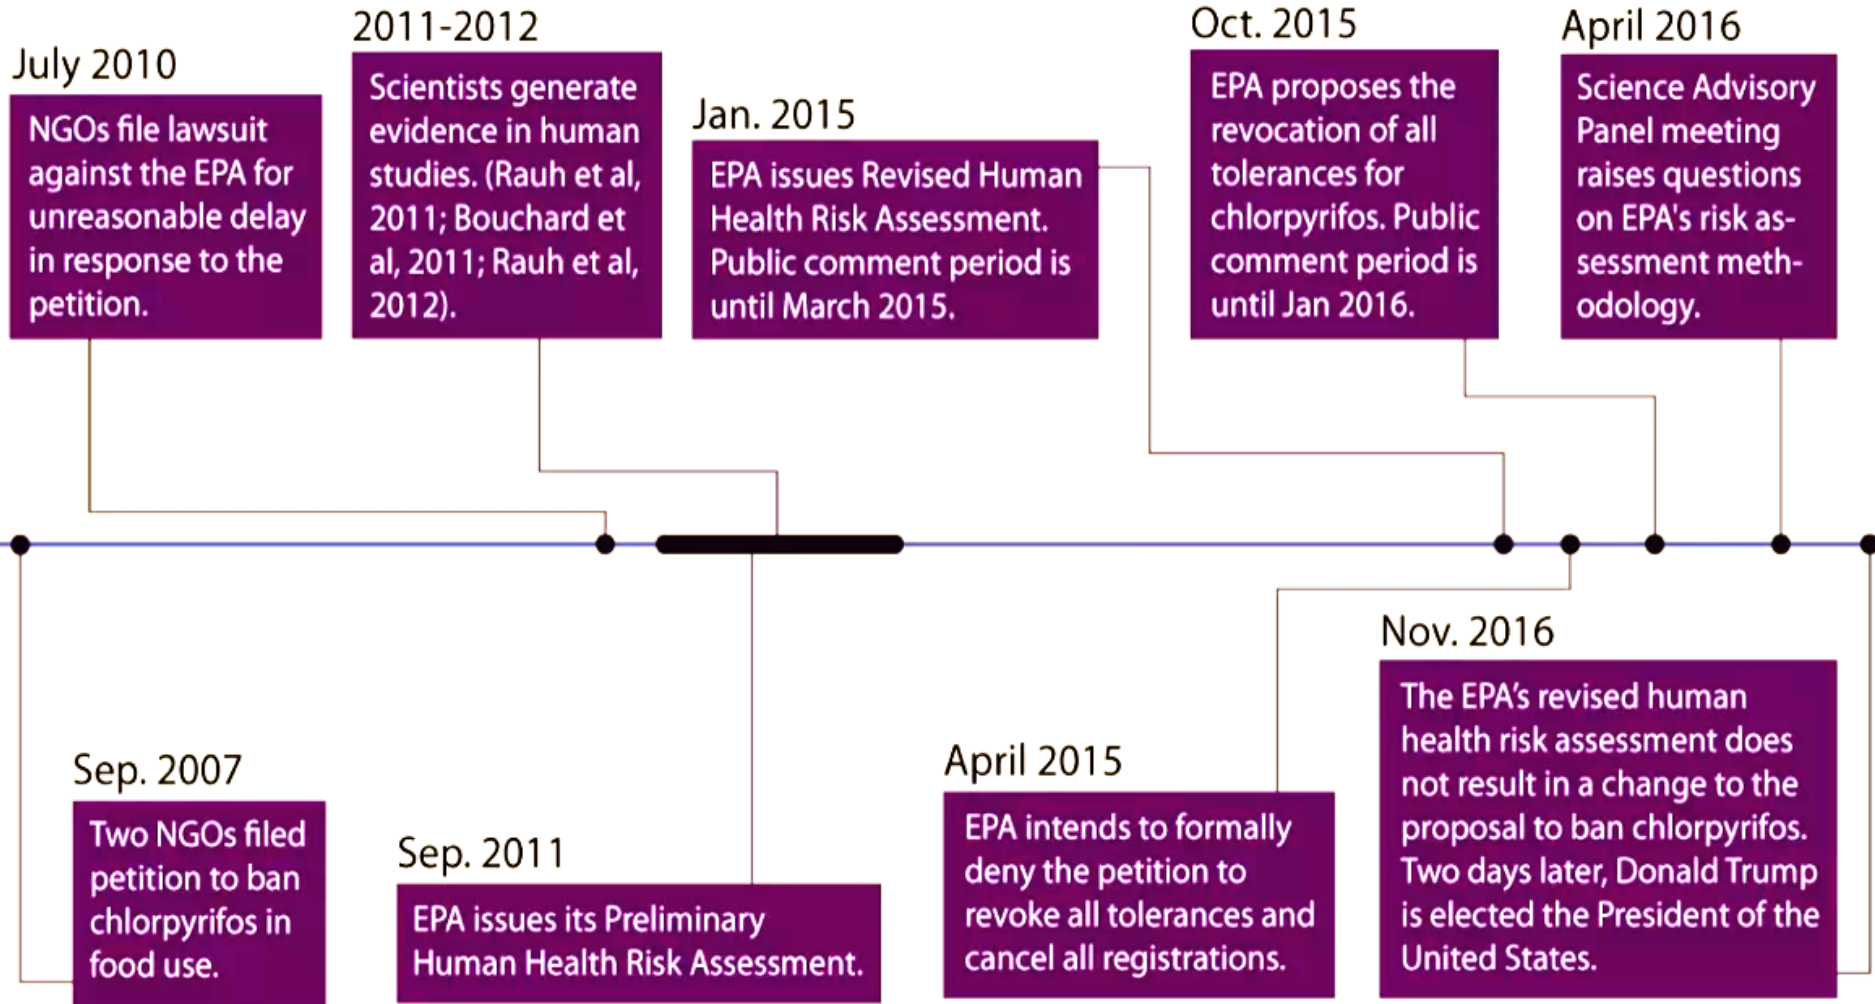 July 2010
NGOs file lawsuit
against the EPA for
unreasonable delay
in response to the
petition.
2011-2012
Scientists generate
evidence in human
studies. (Rauh et al,
2011; Bouchard et
al, 2011; Rauh et al,
2012).
Jan. 2015
EPA issues Revised Human
Health Risk Assessment.
Public comment period is
until March 2015.
Oct. 2015
EPA proposes the
revocation of all
tolerances for
chlorpyrifos. Public
comment period is
until Jan 2016.
April 2016
Science Advisory
Panel meeting
raises questions
on EPA's risk as-
sessment meth-
odology.
Sep. 2007
Two NGOs filed
petition to ban
chlorpyrifos in
food use.
Sep. 2011
EPA issues its Preliminary
Human Health Risk Assessment.
April 2015
EPA intends to formally
deny the petition to
revoke all tolerances and
cancel all registrations.
Nov. 2016
The EPA’s revised human
health risk assessment does
not result in a change to the
proposal to ban chlorpyrifos.
Two days later, Donald Trump
is elected the President of the
United States.